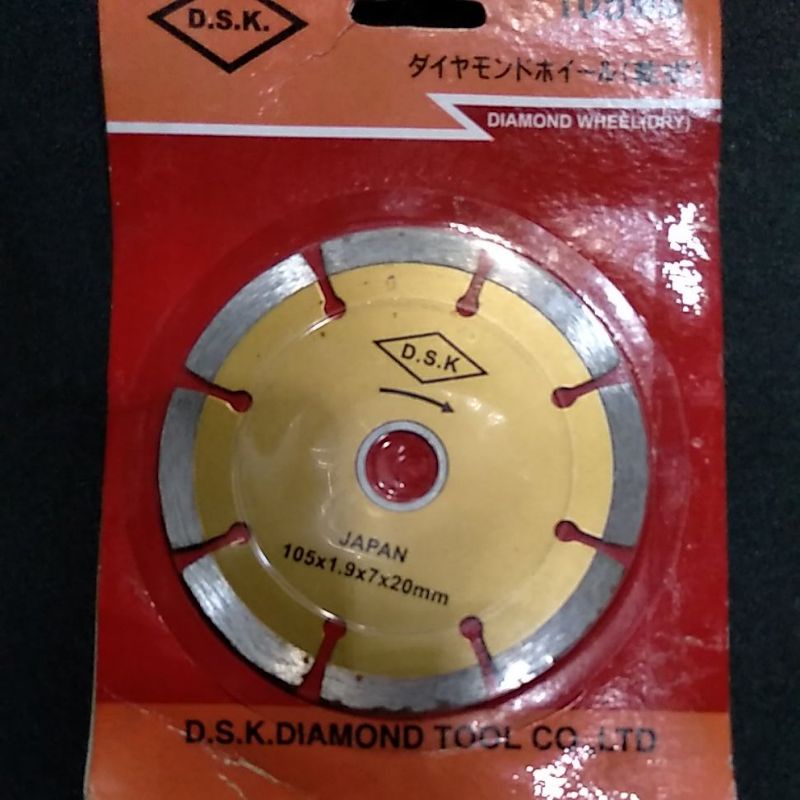 D.S.K.
ダイヤモンドホイール
DIAMOND WHEEL(DRY)
D.S.K
JAPAN
105x1.9x7x20mm
D.S.K.DIAMOND TOOL CO.,LTD